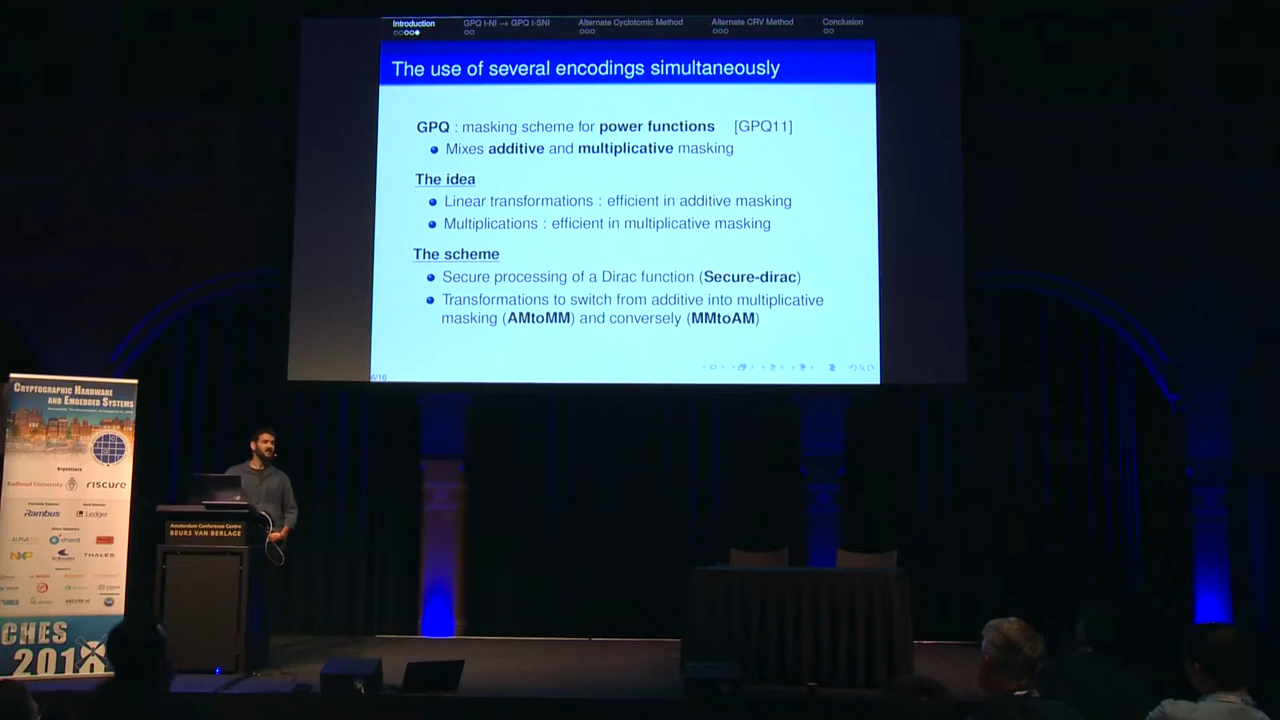 Introduction
GPQ t-NI → GPQ t-SNI
Alternate Cyclotomic Method
Alternate CRV Method
Conclusion
The use of several encodings simultaneously
GPQ : masking scheme for power functions [GPQ11]
Mixes additive and multiplicative masking
The idea
Linear transformations : efficient in additive masking
Multiplications : efficient in multiplicative masking
The scheme
Secure processing of a Dirac function (Secure-dirac)
Transformations to switch from additive into multiplicative
masking (AMtoMM) and conversely (MMtoAM)
6/16
CRYPTOGRAPHIC HARDWARE
AND EMBEDDED SYSTEMS
Organizers
Radboud University
riscure
Rambus
Ledger
NXP
THALES
CHES
2018
Amsterdam Conference Centre
BEURS VAN BERLAGE